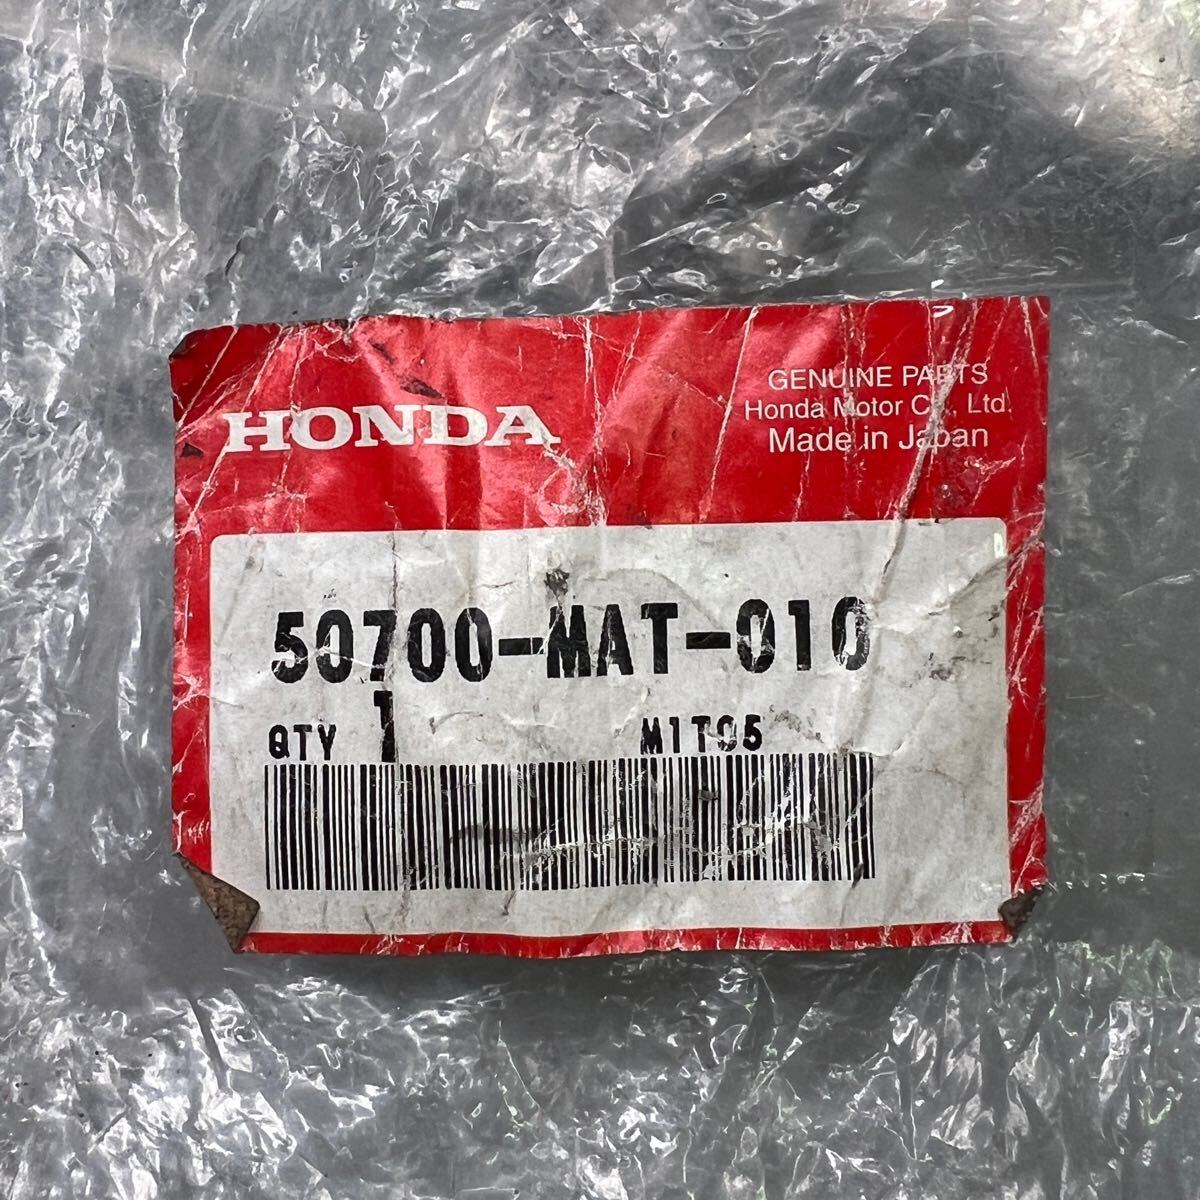 HONDA
GENUINE PARTS
Honda Motor Co., Ltd.
Made in Japan
50700-MAT-010
QTY 1 M1T05